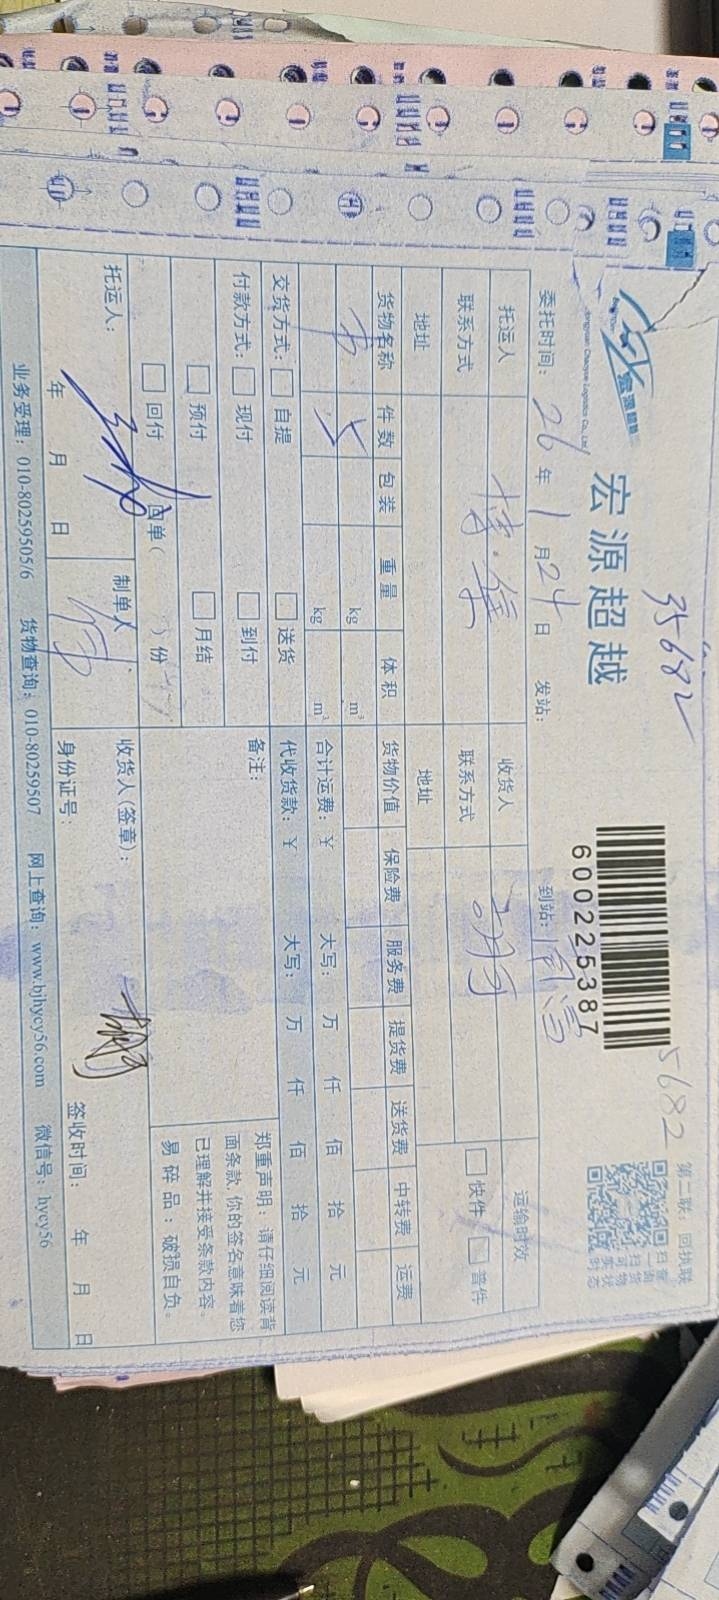 35682
5682
宏源超越
第二联：回执联
600225387
委托时间：26年1月24日 发站： 到站：
托运人 收货人 运输时效
联系方式 联系方式 快件 普件
地址 地址
货物名称 件数 包装 重量 体积 货物价值 保险费 服务费 提货费 送货费 中转费 运费
5 kg m³
kg m³ 合计运费：￥ 大写： 万 仟 佰 拾 元
交货方式： 自提 送货 代收货款：￥ 大写： 万 仟 佰 拾 元
付款方式： 现付 到付 备注：
预付 月结
回付 回单（ ）份
郑重声明：请仔细阅读背
面条款，你的签名意味着您
已理解并接受条款内容。
易碎品：破损自负。
托运人： 制单人 收货人(签章)：
年 月 日 身份证号： 签收时间： 年 月 日
业务受理：010-80259505/6 货物查询：010-80259507 网上查询：www.bjhycy56.com 微信号：hycy56